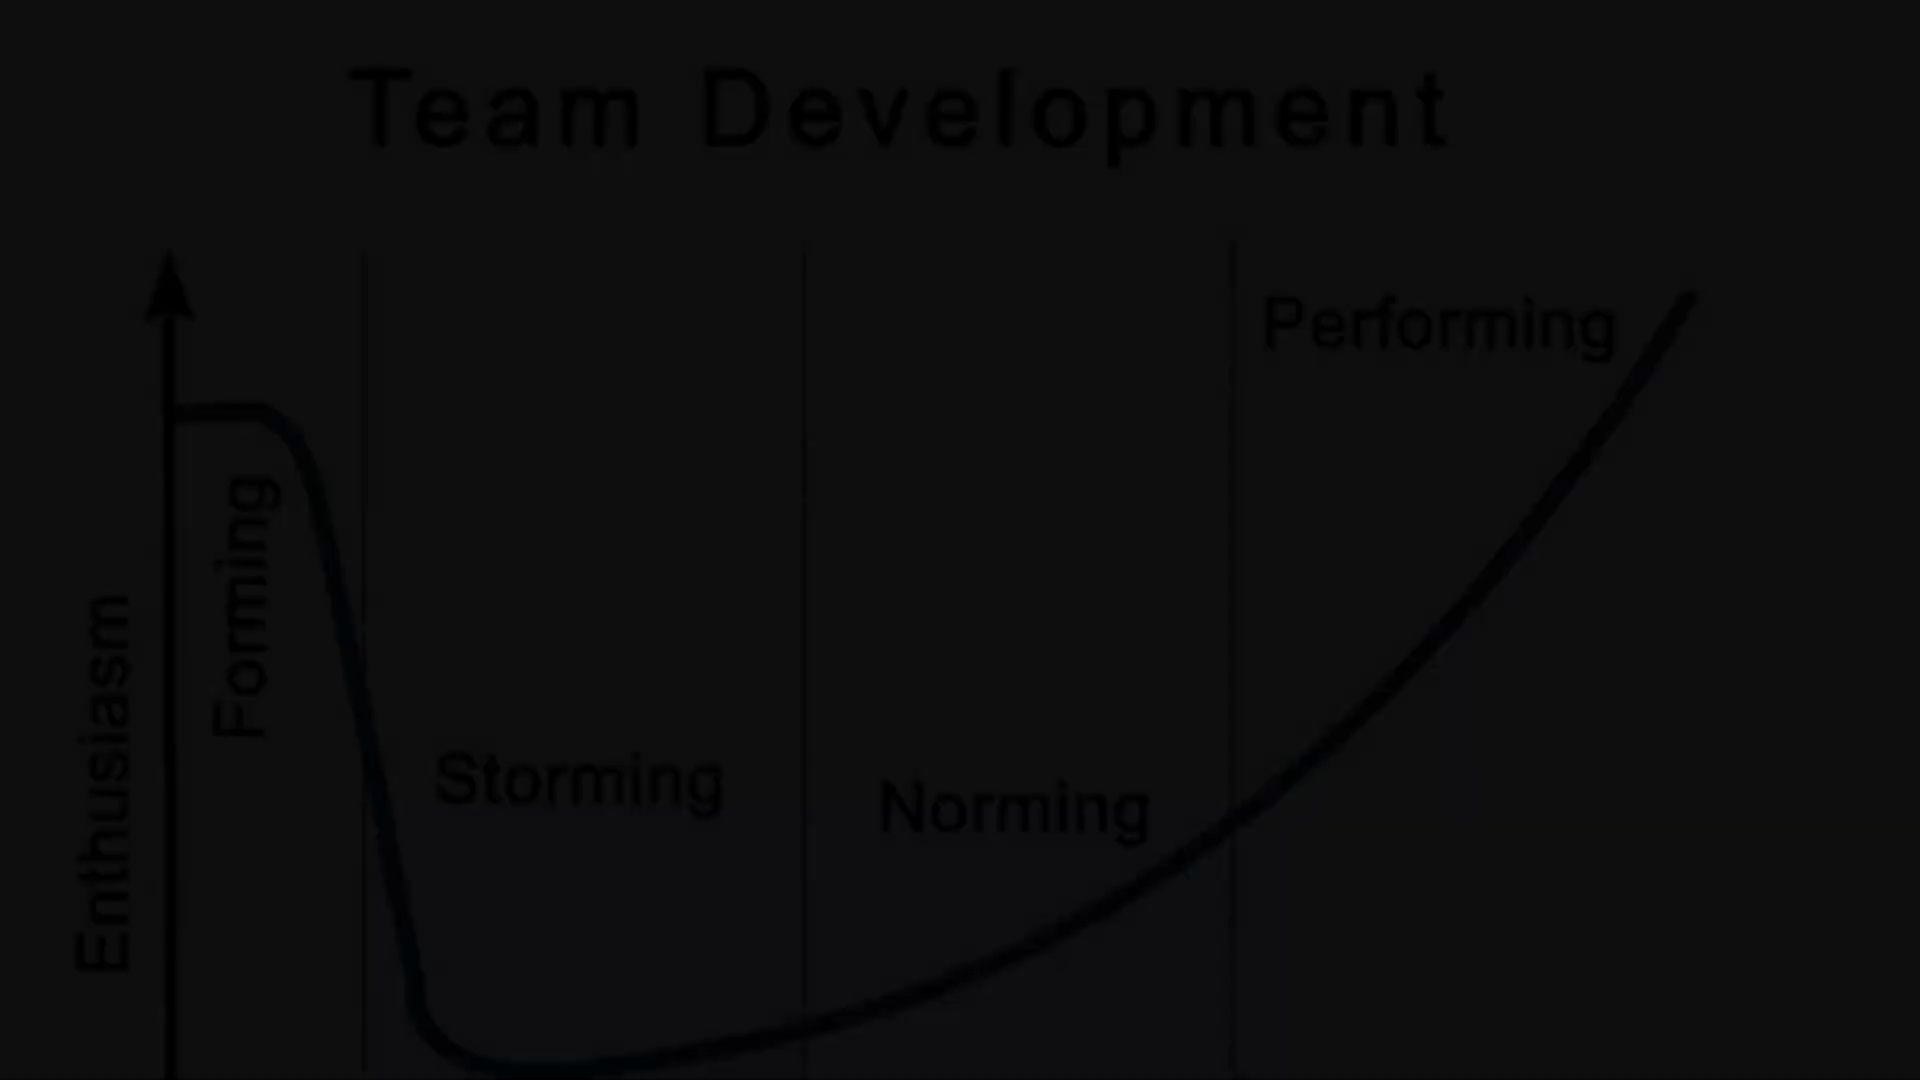 Team Development
Performing
Forming
Enthusiasm
Storming
Norming